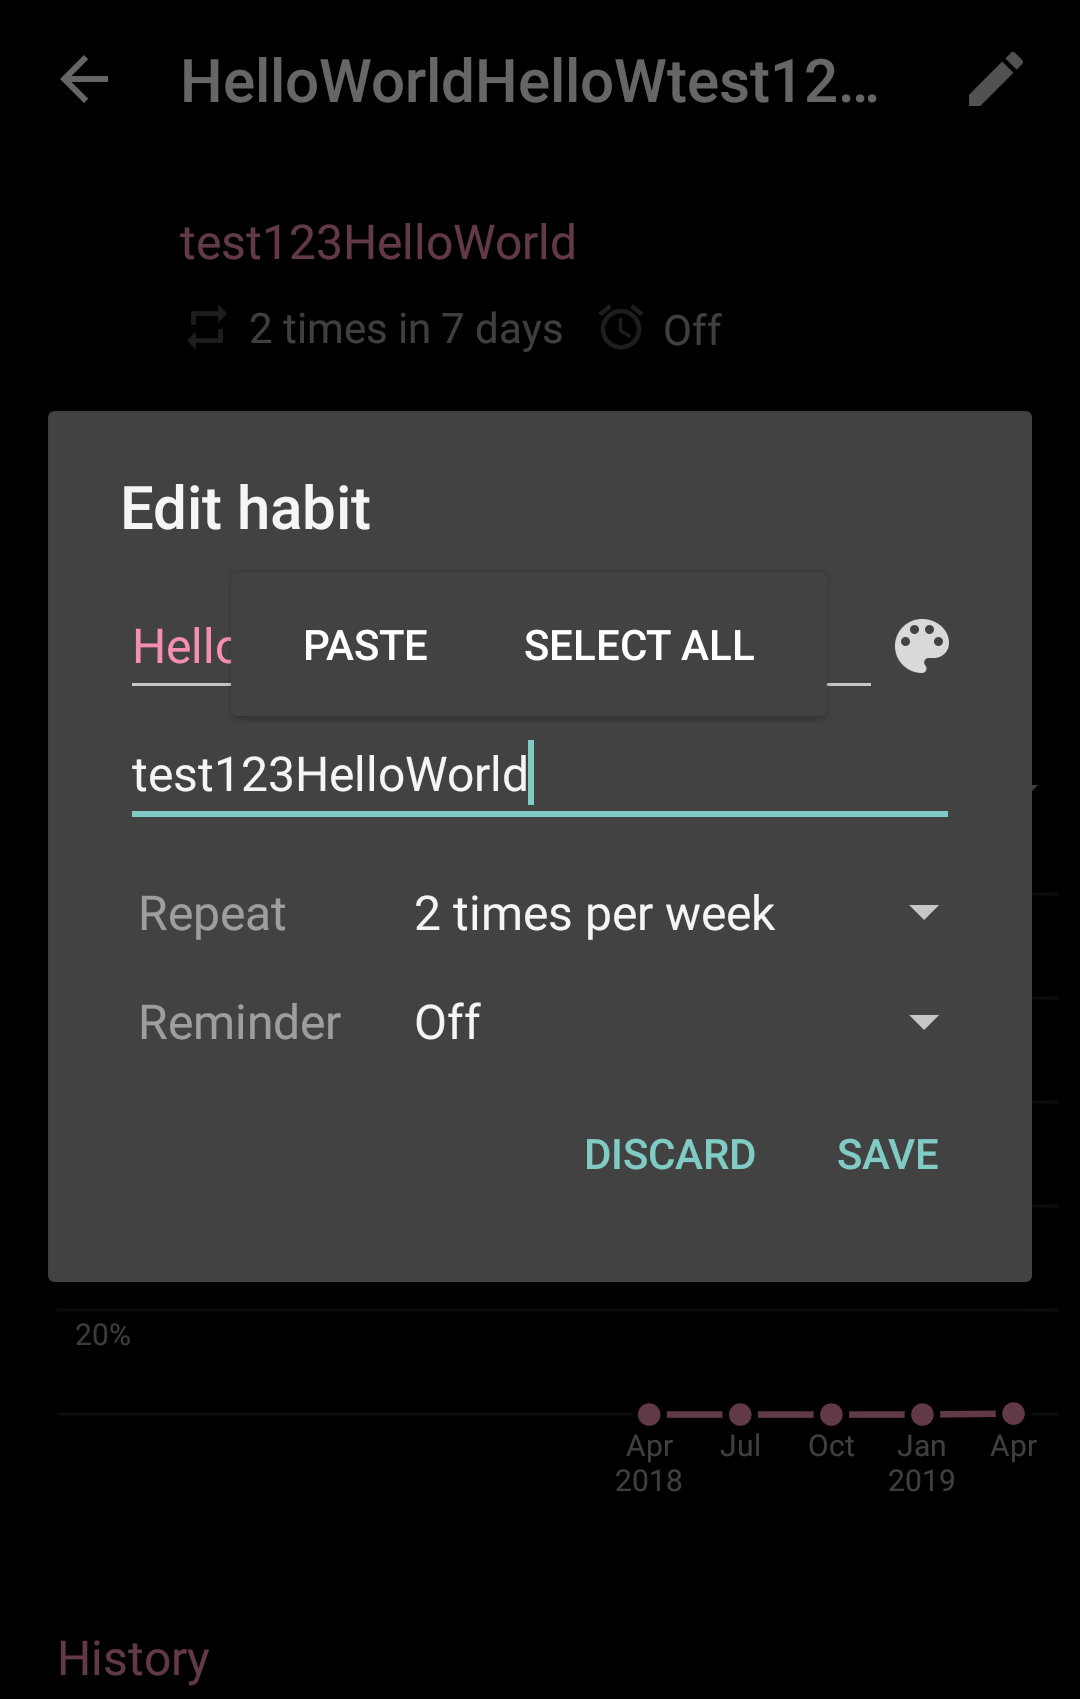 HelloWorldHelloWtest12…
test123HelloWorld
2 times in 7 days Off
Edit habit
Hello
PASTE SELECT ALL
test123HelloWorld
Repeat 2 times per week
Reminder Off
DISCARD SAVE
20%
Apr Jul Oct Jan Apr
2018 2019
History